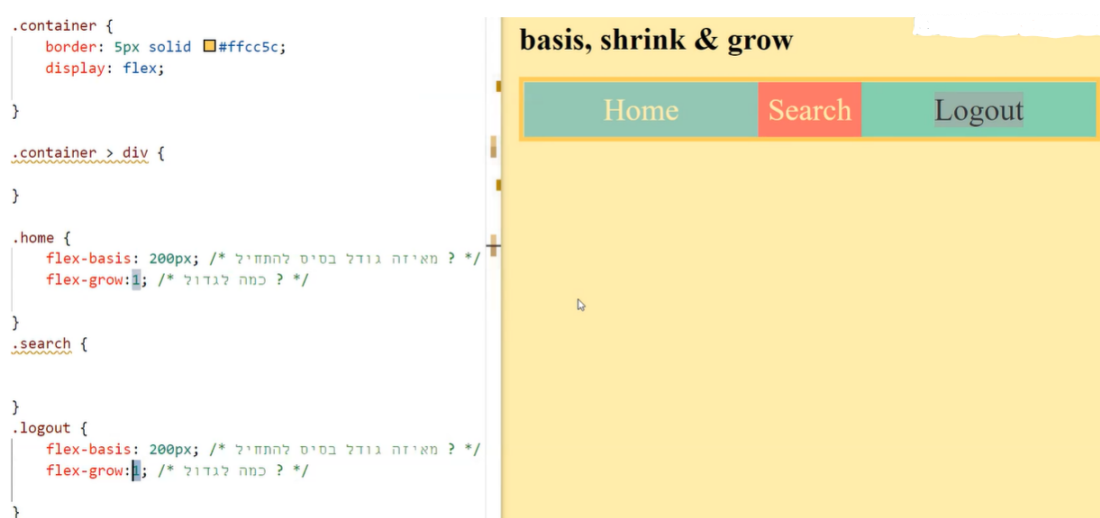 .container {
border: 5px solid #ffcc5c;
display: flex;
}
.container > div {
}
.home {
flex-basis: 200px; /* מאיזה גודל בסיס להתחיל ? */
flex-grow:1; /* כמה לגדול ? */
}
.search {
}
.logout {
flex-basis: 200px; /* מאיזה גודל בסיס להתחיל ? */
flex-grow:1; /* כמה לגדול ? */
}
basis, shrink & grow
Home Search Logout